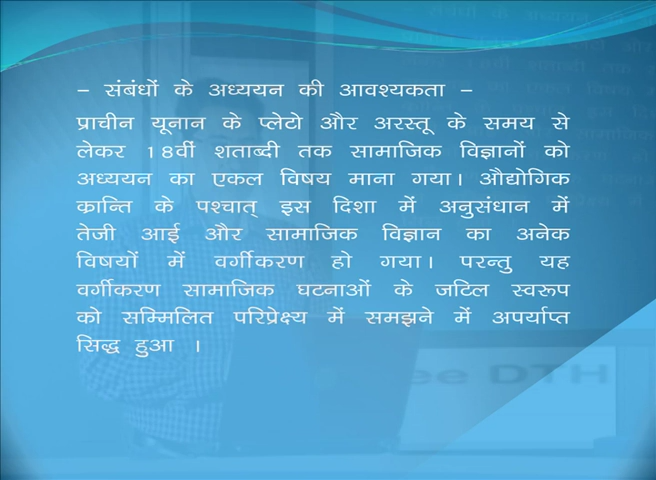 – संबंधों के अध्ययन की आवश्यकता –
प्राचीन यूनान के प्लेटो और अरस्तू के समय से
लेकर 18वीं शताब्दी तक सामाजिक विज्ञानों को
अध्ययन का एकल विषय माना गया। औद्योगिक
क्रान्ति के पश्चात् इस दिशा में अनुसंधान में
तेजी आई और सामाजिक विज्ञान का अनेक
विषयों में वर्गीकरण हो गया। परन्तु यह
वर्गीकरण सामाजिक घटनाओं के जटिल स्वरूप
को सम्मिलित परिप्रेक्ष्य में समझने में अपर्याप्त
सिद्ध हुआ ।
ee DTH